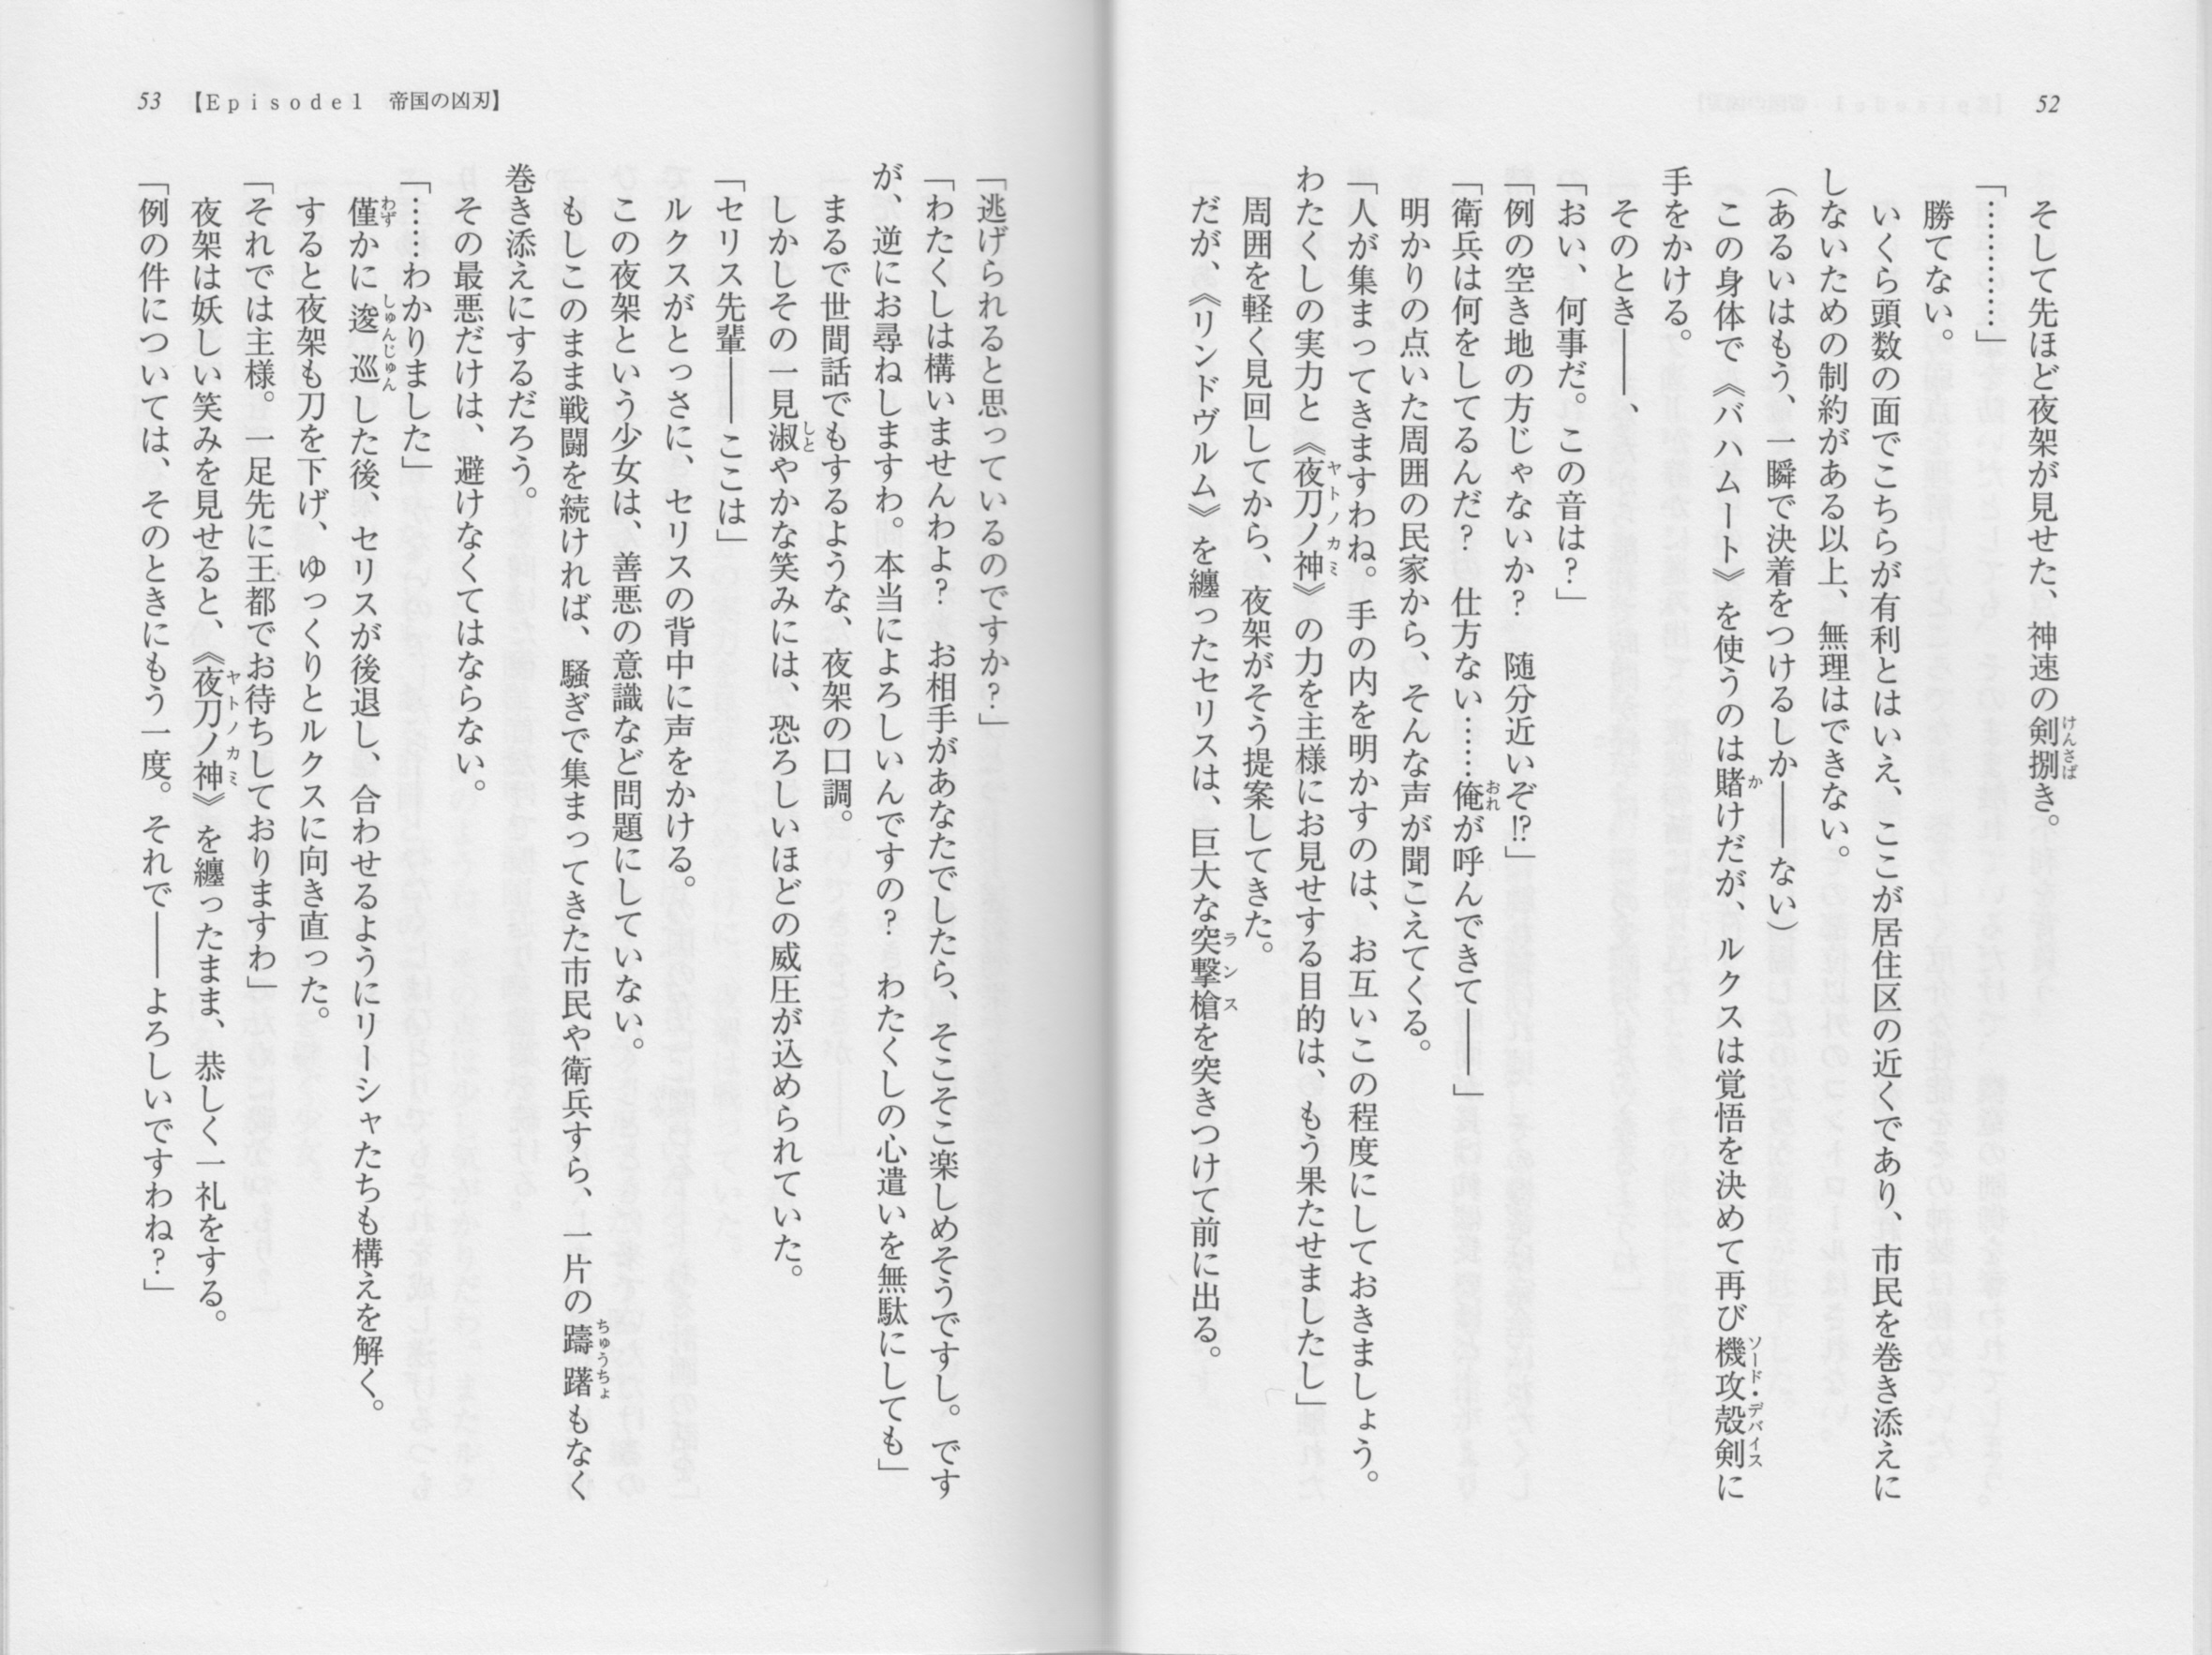 52
そして先ほど夜架が見せた、神速の剣捌き。
「…………」
勝てない。
いくら頭数の面でこちらが有利とはいえ、ここが居住区の近くであり、市民を巻き添えに
しないための制約がある以上、無理はできない。
（あるいはもう、一瞬で決着をつけるしか――ない）
この身体で《バハムート》を使うのは賭けだが、ルクスは覚悟を決めて再び機攻殻剣に
手をかける。
そのとき――、
「おい、何事だ。この音は？」
「例の空き地の方じゃないか？　随分近いぞ⁉」
「衛兵は何をしてるんだ？　仕方ない……俺が呼んできて――」
明かりの点いた周囲の民家から、そんな声が聞こえてくる。
「人が集まってきますわね。手の内を明かすのは、お互いこの程度にしておきましょう。
わたくしの実力と《夜刀ノ神》の力を主様にお見せする目的は、もう果たせましたし」
周囲を軽く見回してから、夜架がそう提案してきた。
だが、《リンドヴルム》を纏ったセリスは、巨大な突撃槍を突きつけて前に出る。
53　【Episode1　帝国の凶刃】
「逃げられると思っているのですか？」
「わたくしは構いませんわよ？　お相手があなたでしたら、そこそこ楽しめそうですし。です
が、逆にお尋ねしますわ。本当によろしいんですの？　わたくしの心遣いを無駄にしても」
まるで世間話でもするような、夜架の口調。
しかしその一見淑やかな笑みには、恐ろしいほどの威圧が込められていた。
「セリス先輩――ここは」
ルクスがとっさに、セリスの背中に声をかける。
この夜架という少女は、善悪の意識など問題にしていない。
もしこのまま戦闘を続ければ、騒ぎで集まってきた市民や衛兵すら、一片の躊躇もなく
巻き添えにするだろう。
その最悪だけは、避けなくてはならない。
「……わかりました」
僅かに逡巡した後、セリスが後退し、合わせるようにリーシャたちも構えを解く。
すると夜架も刀を下げ、ゆっくりとルクスに向き直った。
「それでは主様。一足先に王都でお待ちしておりますわ」
夜架は妖しい笑みを見せると、《夜刀ノ神》を纏ったまま、恭しく一礼をする。
「例の件については、そのときにもう一度。それで――よろしいですわね？」